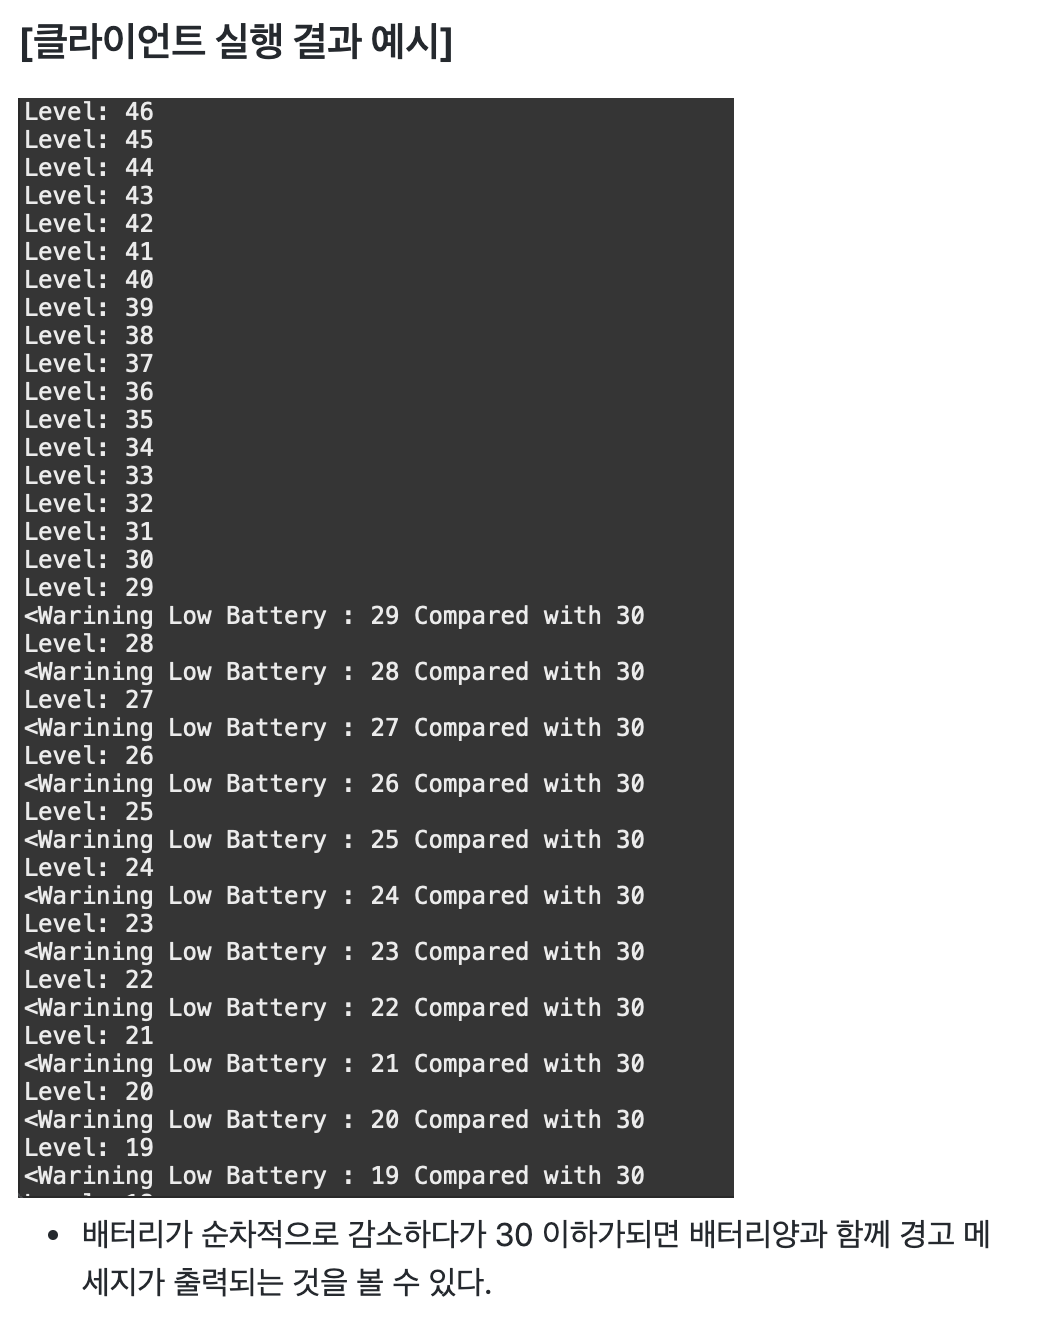 [클라이언트 실행 결과 예시]
Level: 46
Level: 45
Level: 44
Level: 43
Level: 42
Level: 41
Level: 40
Level: 39
Level: 38
Level: 37
Level: 36
Level: 35
Level: 34
Level: 33
Level: 32
Level: 31
Level: 30
Level: 29
<Warining Low Battery : 29 Compared with 30
Level: 28
<Warining Low Battery : 28 Compared with 30
Level: 27
<Warining Low Battery : 27 Compared with 30
Level: 26
<Warining Low Battery : 26 Compared with 30
Level: 25
<Warining Low Battery : 25 Compared with 30
Level: 24
<Warining Low Battery : 24 Compared with 30
Level: 23
<Warining Low Battery : 23 Compared with 30
Level: 22
<Warining Low Battery : 22 Compared with 30
Level: 21
<Warining Low Battery : 21 Compared with 30
Level: 20
<Warining Low Battery : 20 Compared with 30
Level: 19
<Warining Low Battery : 19 Compared with 30
• 배터리가 순차적으로 감소하다가 30 이하가되면 배터리양과 함께 경고 메
세지가 출력되는 것을 볼 수 있다.